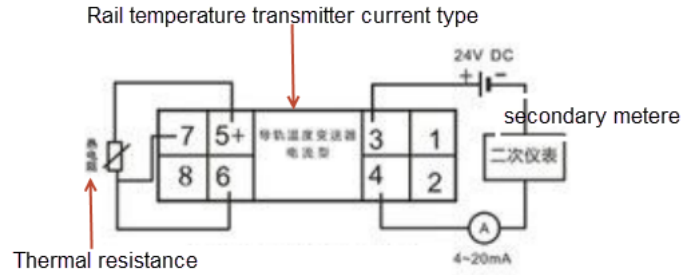 Rail temperature transmitter current type
24V DC
+ −
secondary metere
热电阻
7 5+
导轨温度变送器
电流型
3 1
二次仪表
8 6
4 2
A
4~20mA
Thermal resistance